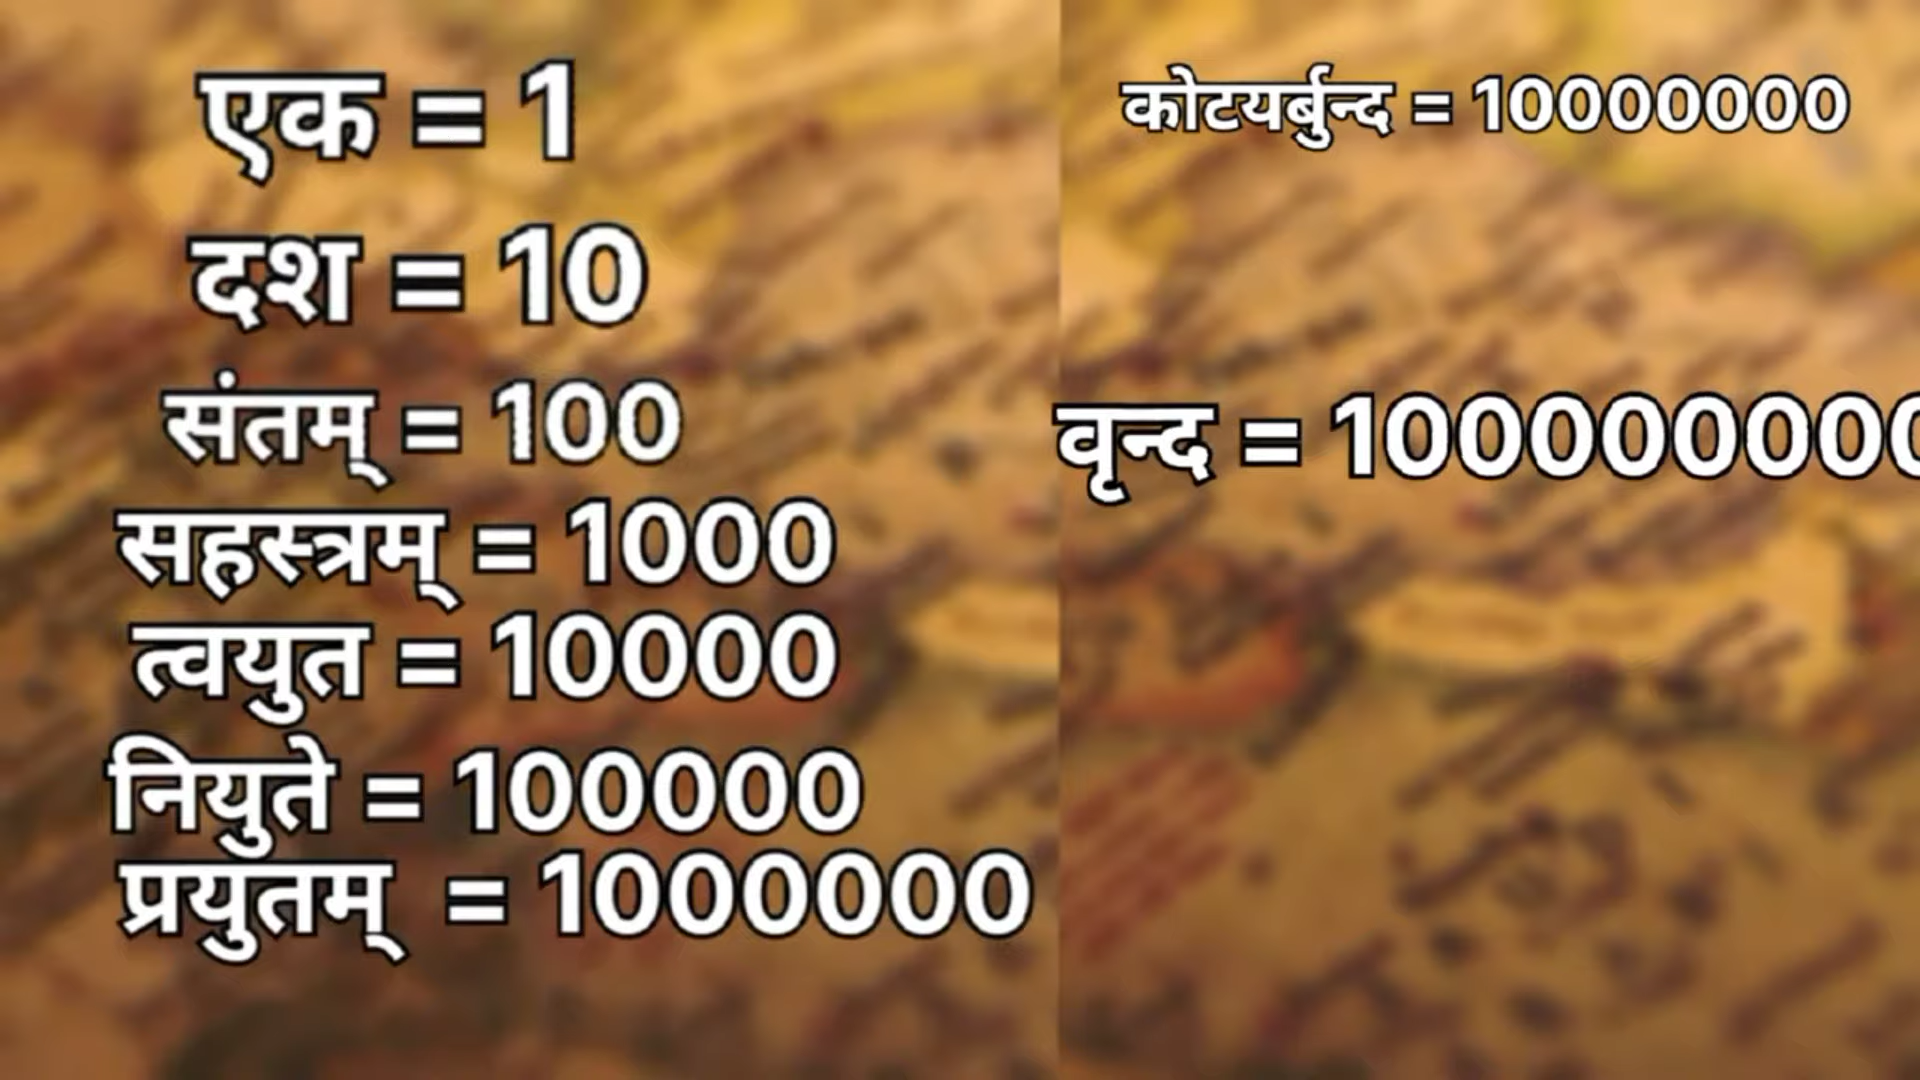 एक = 1
दश = 10
संतम् = 100
सहस्त्रम् = 1000
त्वयुत = 10000
नियुते = 100000
प्रयुतम् = 1000000
कोटयर्बुन्द = 10000000
वृन्द = 100000000